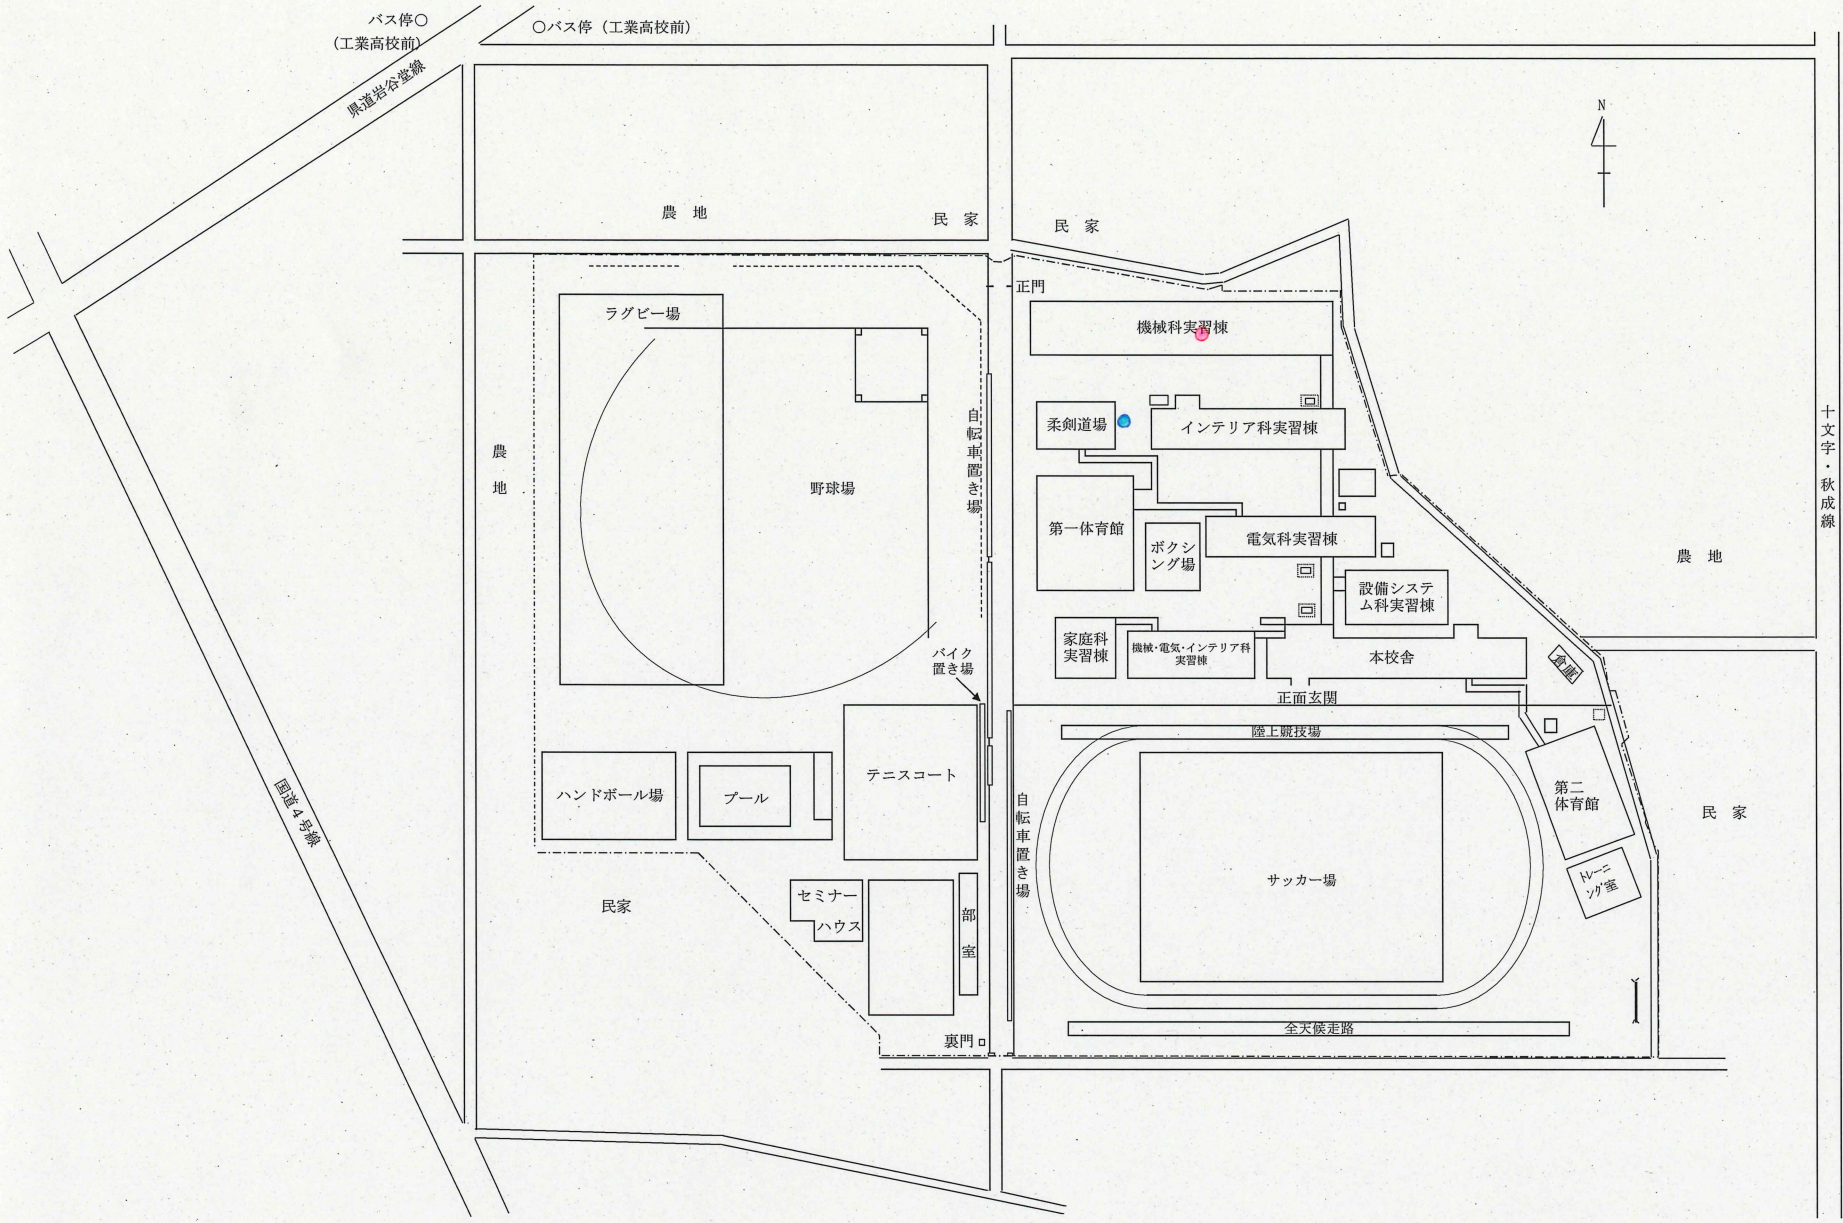 バス停○
(工業高校前)
○バス停（工業高校前）
県道岩谷堂線
N
農　地
民　家
民　家
正門
ラグビー場
機械科実習棟
自転車置き場
柔剣道場
インテリア科実習棟
十文字・秋成線
農地
野球場
第一体育館
ボクシ
ング場
電気科実習棟
農　地
設備システ
ム科実習棟
家庭科
実習棟
機械・電気・インテリア科
実習棟
本校舎
倉庫
バイク
置き場
正面玄関
陸上競技場
テニスコート
ハンドボール場
プール
自転車置き場
第二
体育館
民　家
国道４号線
サッカー場
トレーニ
ング室
セミナー
ハウス
部室
民家
全天候走路
裏門